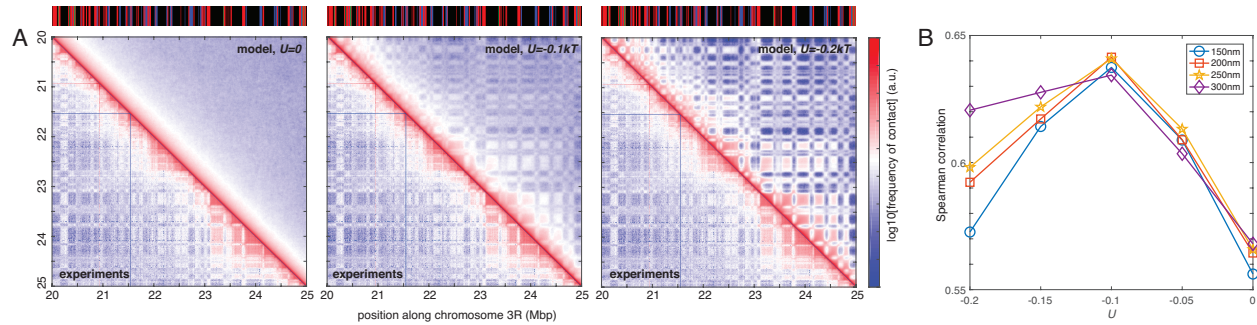 A
model, U=0
model, U=-0.1kT
model, U=-0.2kT
experiments
experiments
experiments
20
21
22
23
24
25
20 21 22 23 24 25
20 21 22 23 24 25
20 21 22 23 24 25
position along chromosome 3R (Mbp)
log10[frequency of contact] (a.u.)
B
0.65
0.6
0.55
Spearman correlation
150nm
200nm
250nm
300nm
-0.2 -0.15 -0.1 -0.05 0
U